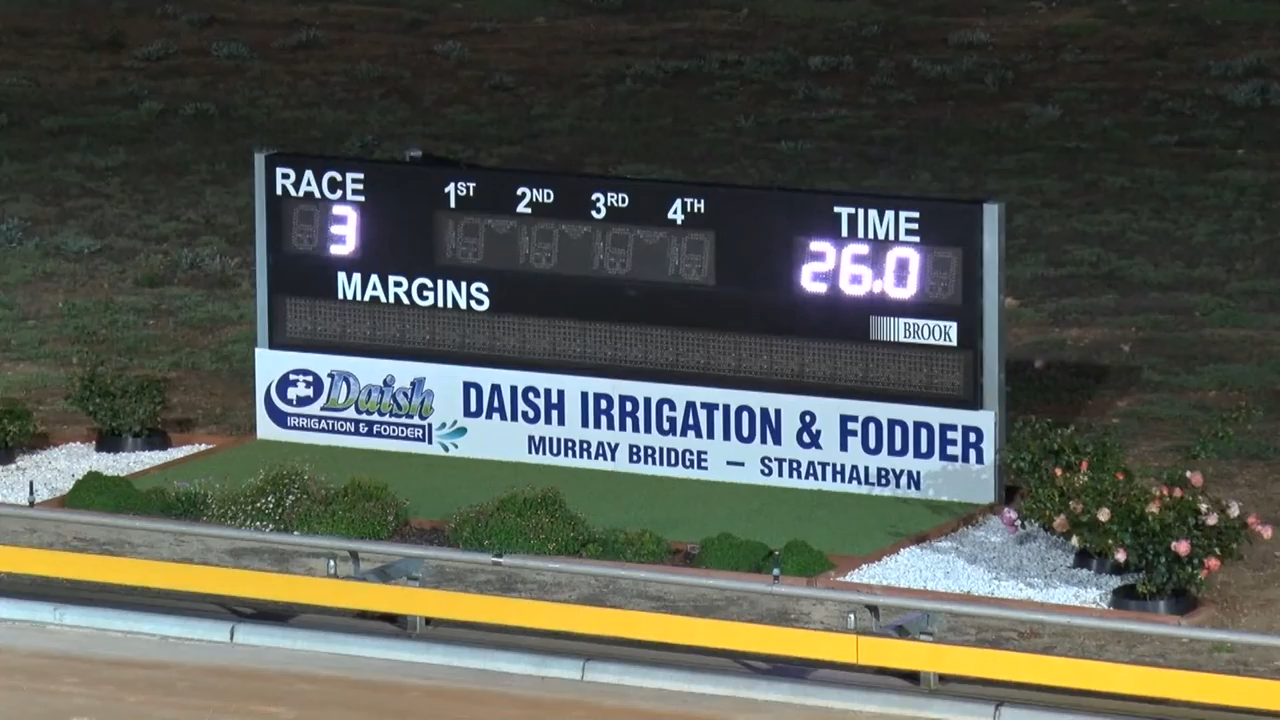 RACE 1ST 2ND 3RD 4TH TIME
3 26.0
MARGINS
BROOK
Daish
IRRIGATION & FODDER
DAISH IRRIGATION & FODDER
MURRAY BRIDGE – STRATHALBYN